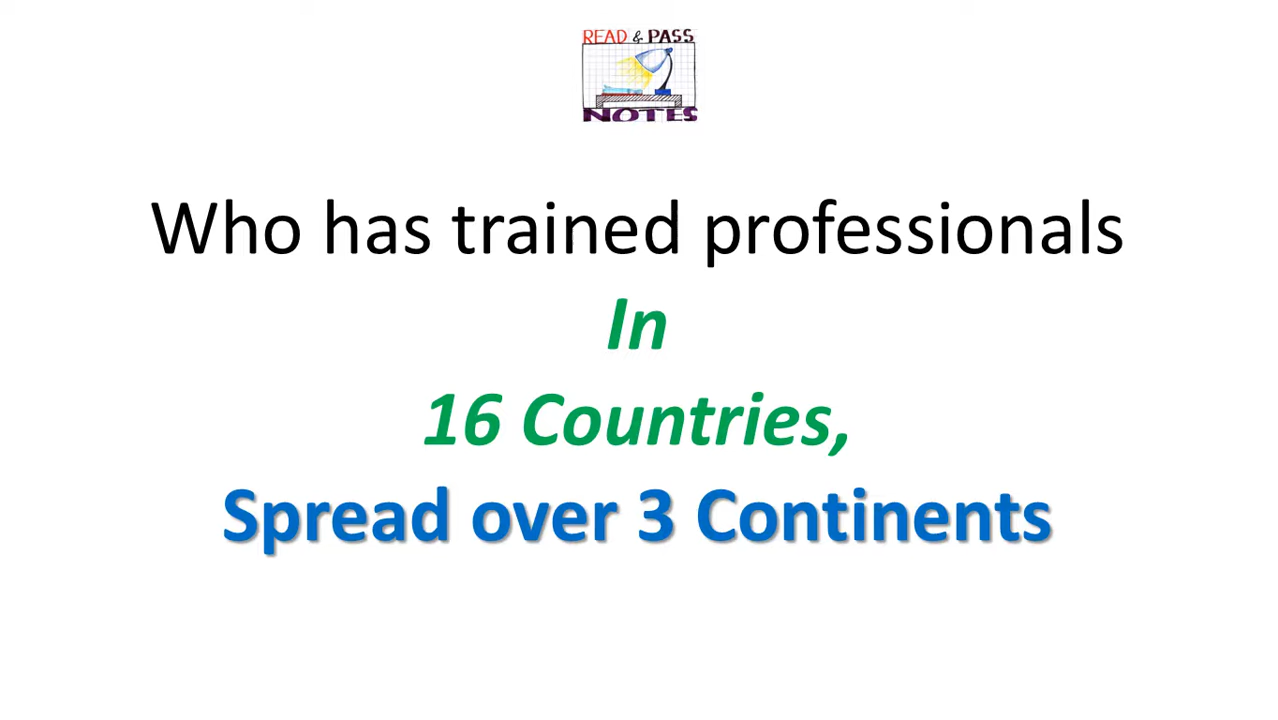 READ & PASS
NOTES
Who has trained professionals
In
16 Countries,
Spread over 3 Continents